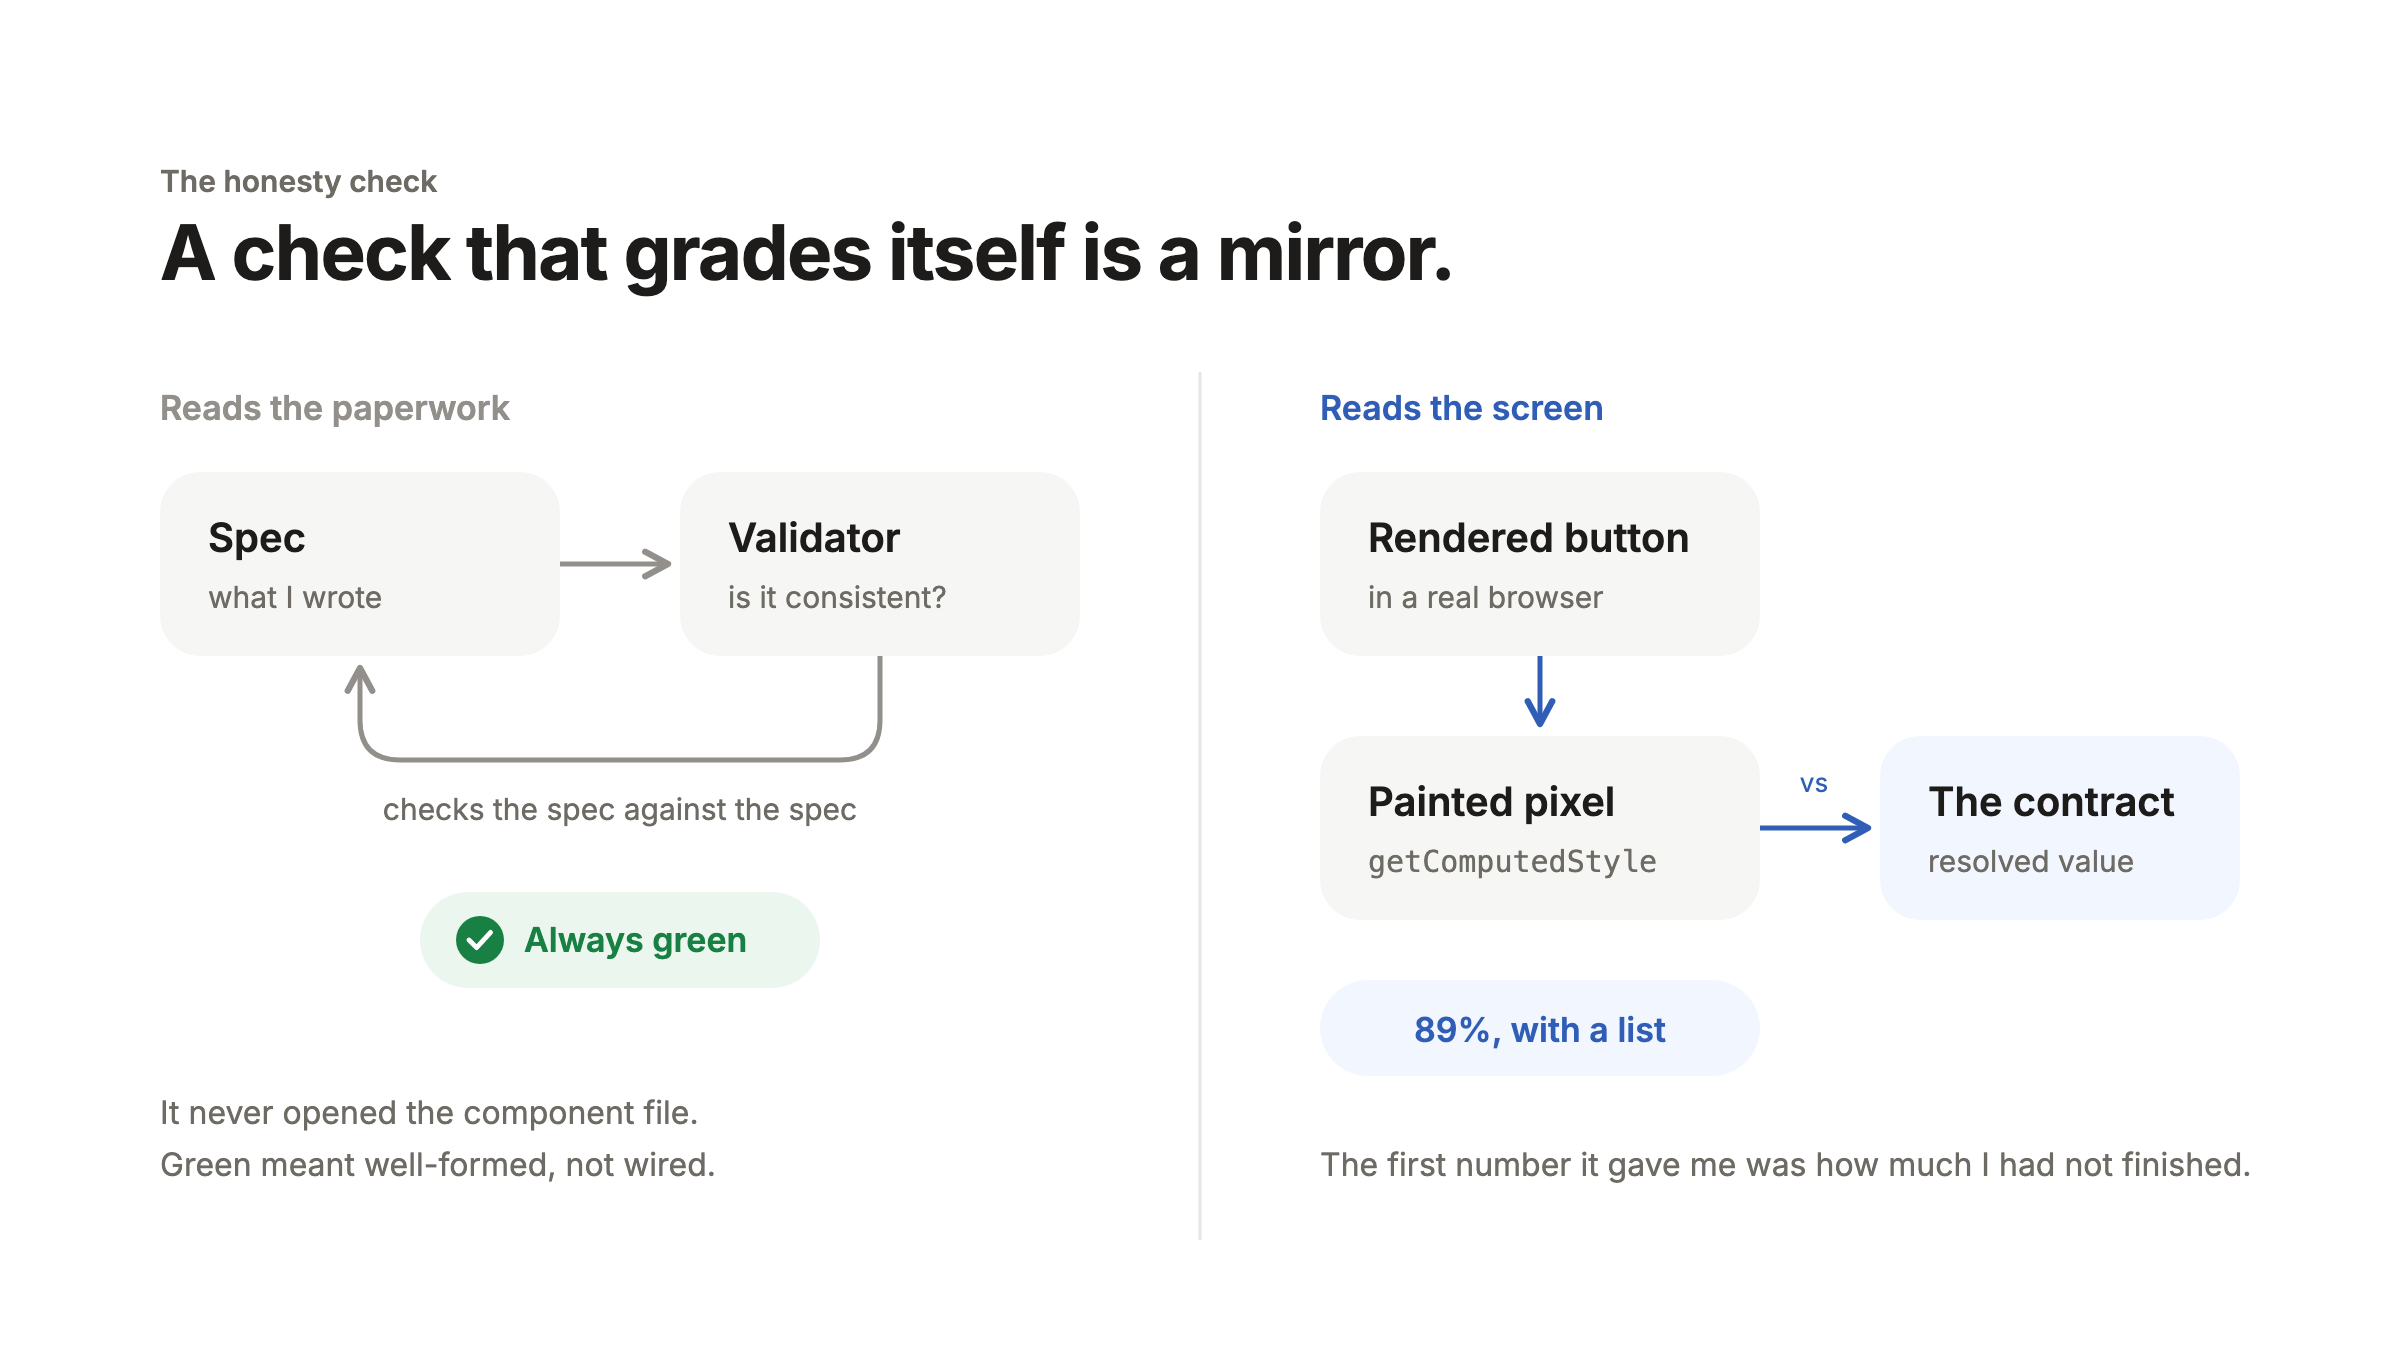 The honesty check
A check that grades itself is a mirror.
Reads the paperwork
Spec
what I wrote
Validator
is it consistent?
checks the spec against the spec
Always green
It never opened the component file.
Green meant well-formed, not wired.
Reads the screen
Rendered button
in a real browser
Painted pixel
getComputedStyle
vs
The contract
resolved value
89%, with a list
The first number it gave me was how much I had not finished.